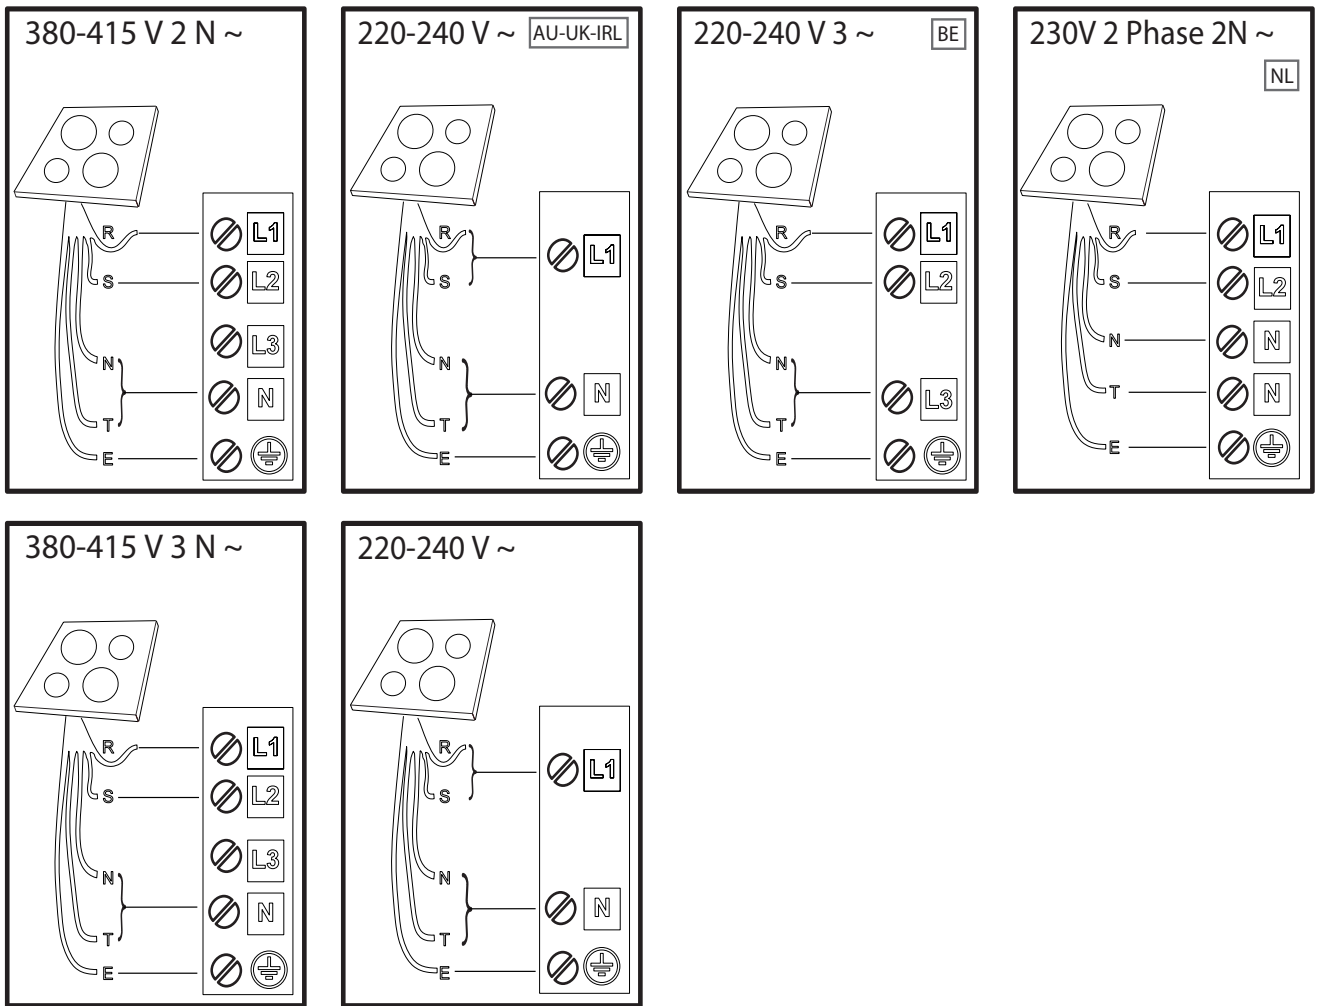 380-415 V 2 N ~
R L1
S L2
L3
N
N
T
E
220-240 V ~ AU-UK-IRL
R
L1
S
N
N
T
E
220-240 V 3 ~ BE
R L1
S L2
N
L3
T
E
230V 2 Phase 2N ~
NL
R L1
S L2
N N
T N
E
380-415 V 3 N ~
R L1
S L2
L3
N
N
T
E
220-240 V ~
R
L1
S
N
N
T
E